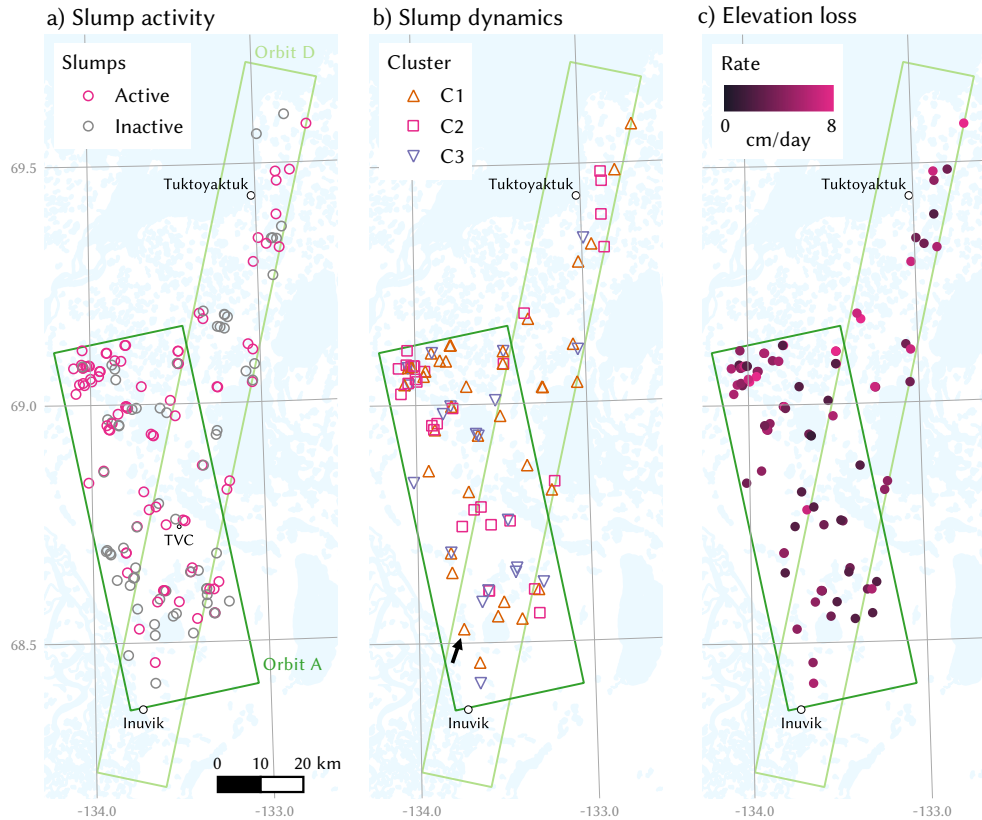 a) Slump activity
b) Slump dynamics
c) Elevation loss
Orbit D
Slumps
Active
Inactive
Cluster
C1
C2
C3
Rate
0
8
cm/day
69.5
Tuktoyaktuk
Tuktoyaktuk
Tuktoyaktuk
69.0
TVC
68.5
Orbit A
Inuvik
Inuvik
Inuvik
0 10 20 km
-134.0
-133.0
-134.0
-133.0
-134.0
-133.0